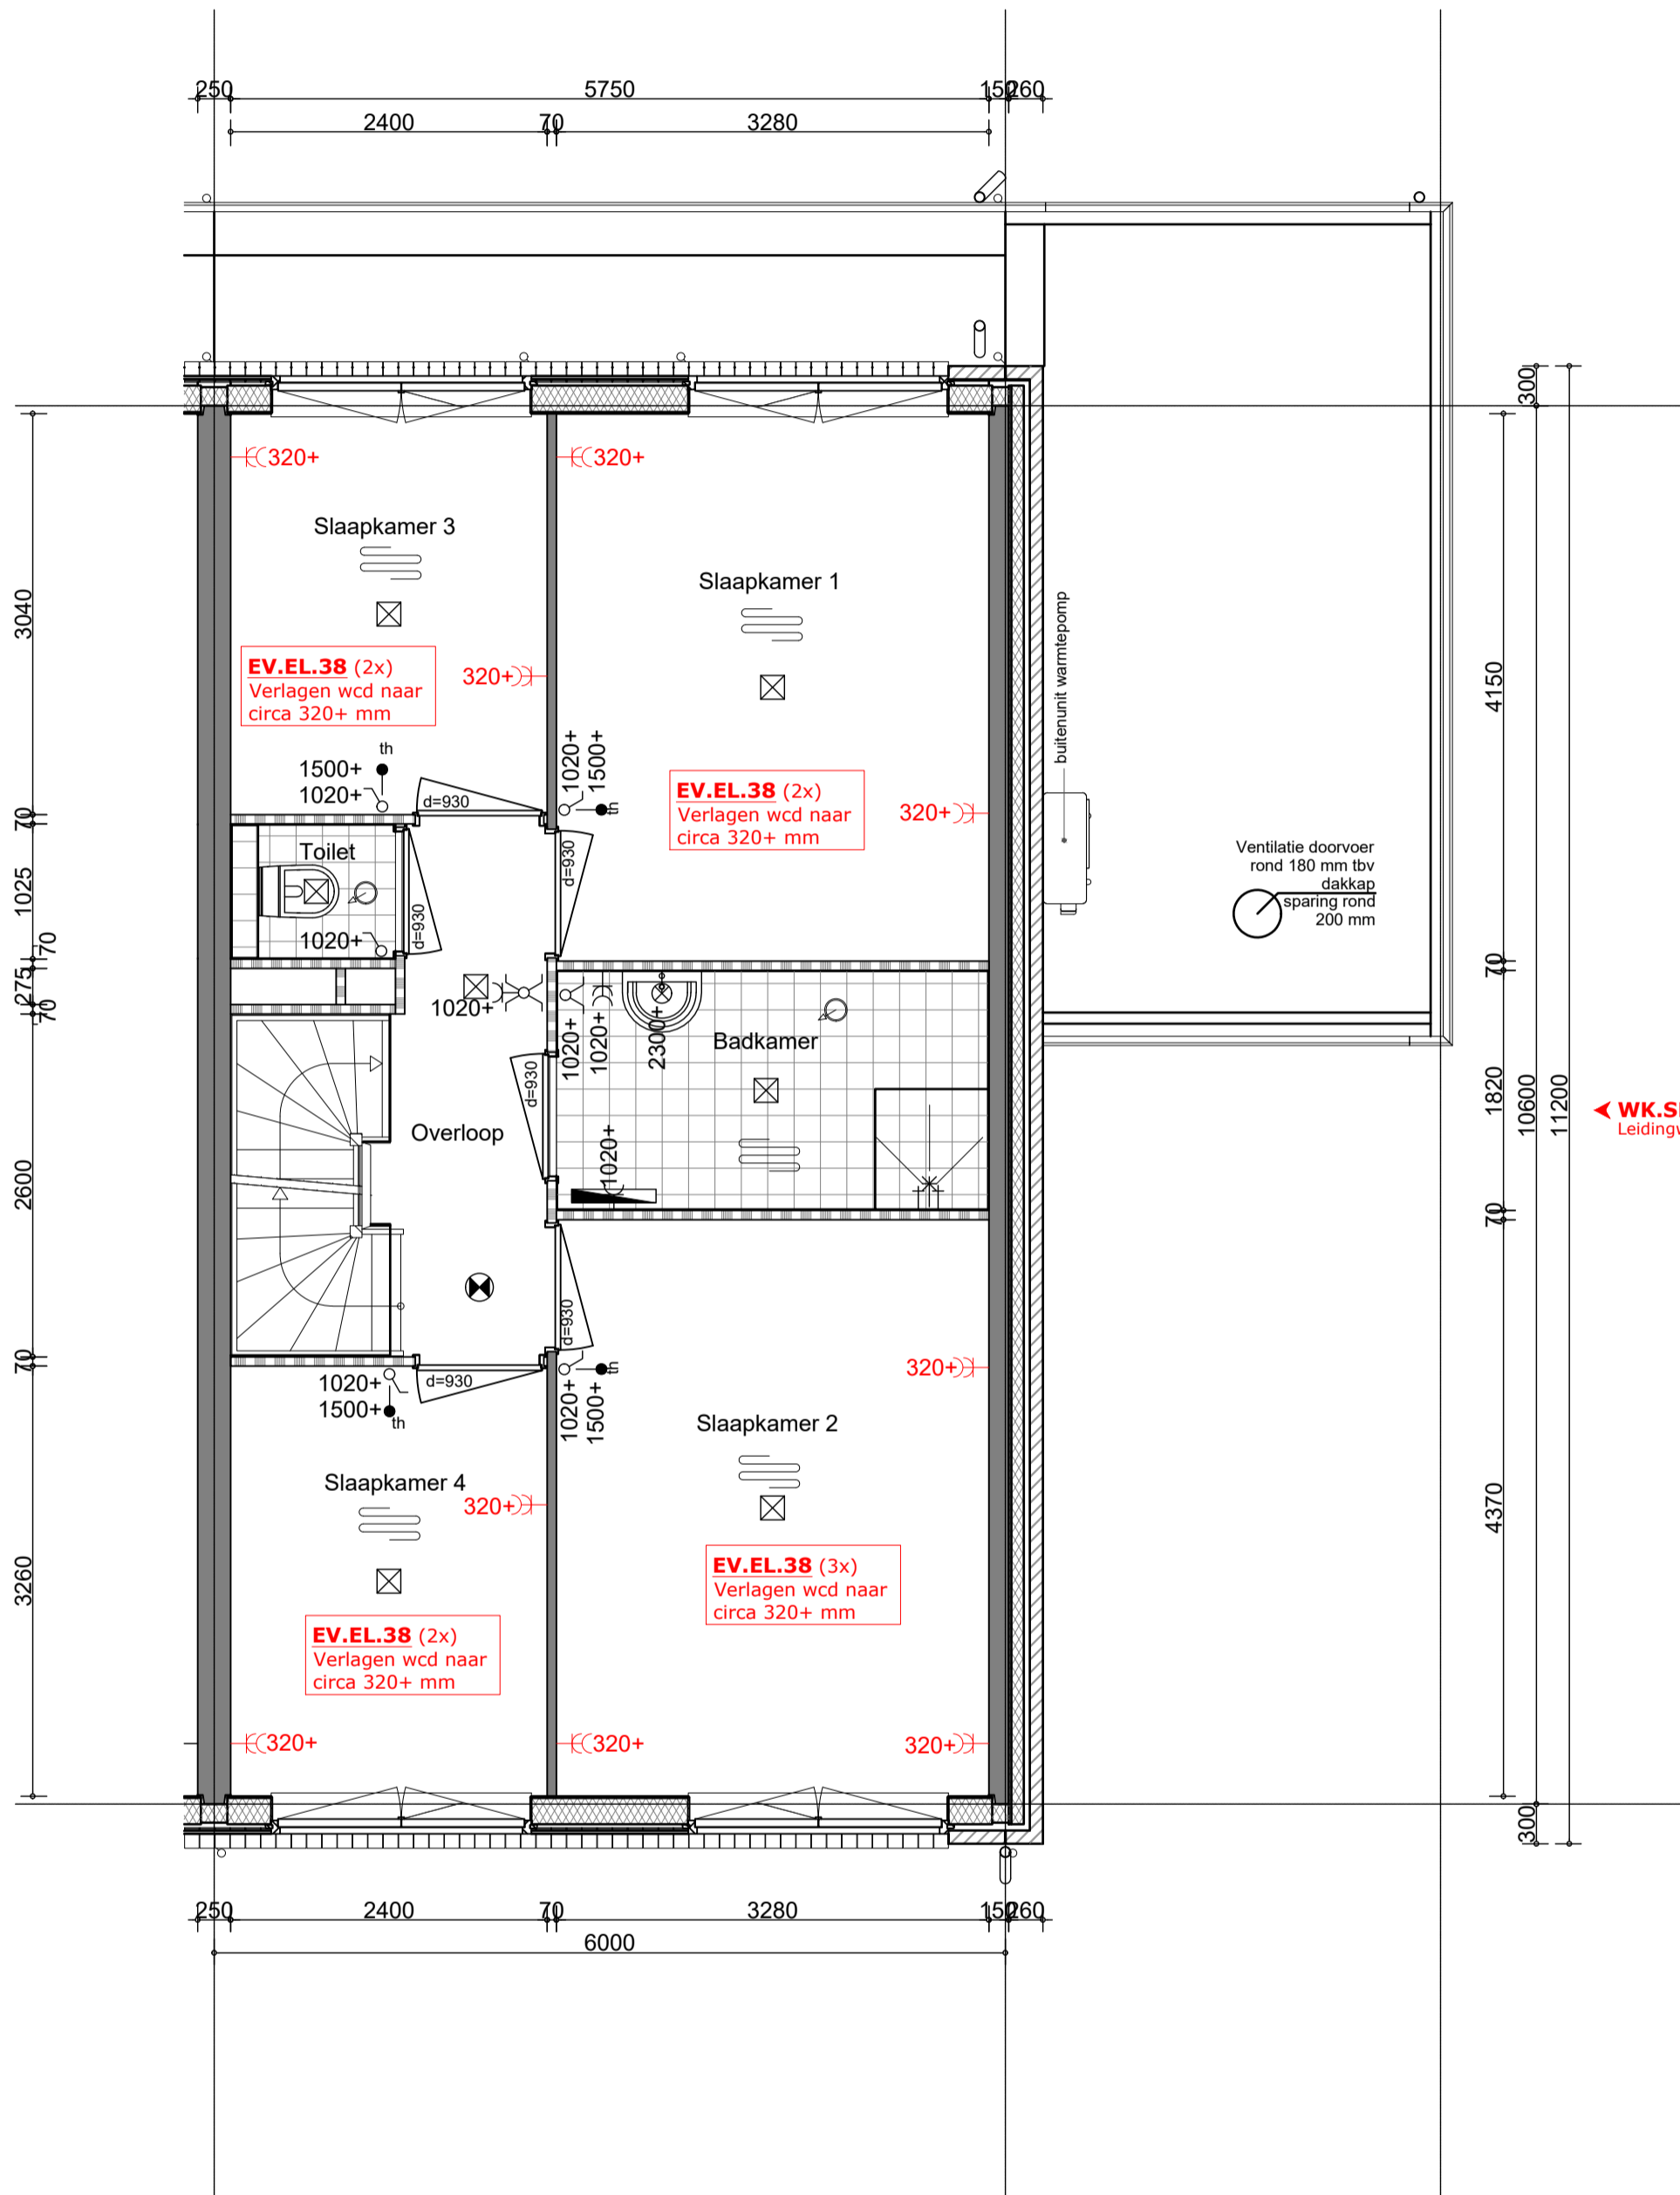 250
5750
150
260
2400
70
3280
320+
320+
Slaapkamer 3
Slaapkamer 1
EV.EL.38 (2x)
Verlagen wcd naar
circa 320+ mm
320+
th
1500+
1020+
d=930
1020+
1500+
th
EV.EL.38 (2x)
Verlagen wcd naar
circa 320+ mm
320+
buitenunit warmtepomp
Ventilatie doorvoer
rond 180 mm tbv
dakkap
sparing rond
200 mm
Toilet
d=930
d=930
1020+
1020+
1020+
1020+
2300+
Badkamer
d=930
Overloop
1020+
d=930
1020+
1500+
th
d=930
1020+
1500+
th
320+
Slaapkamer 2
Slaapkamer 4
320+
EV.EL.38 (3x)
Verlagen wcd naar
circa 320+ mm
EV.EL.38 (2x)
Verlagen wcd naar
circa 320+ mm
320+
320+
320+
3040
70
1025
70
275
70
2600
70
3260
300
4150
70
1820
10600
11200
70
4370
300
WK.S
Leidingv
250
2400
70
3280
150
260
6000